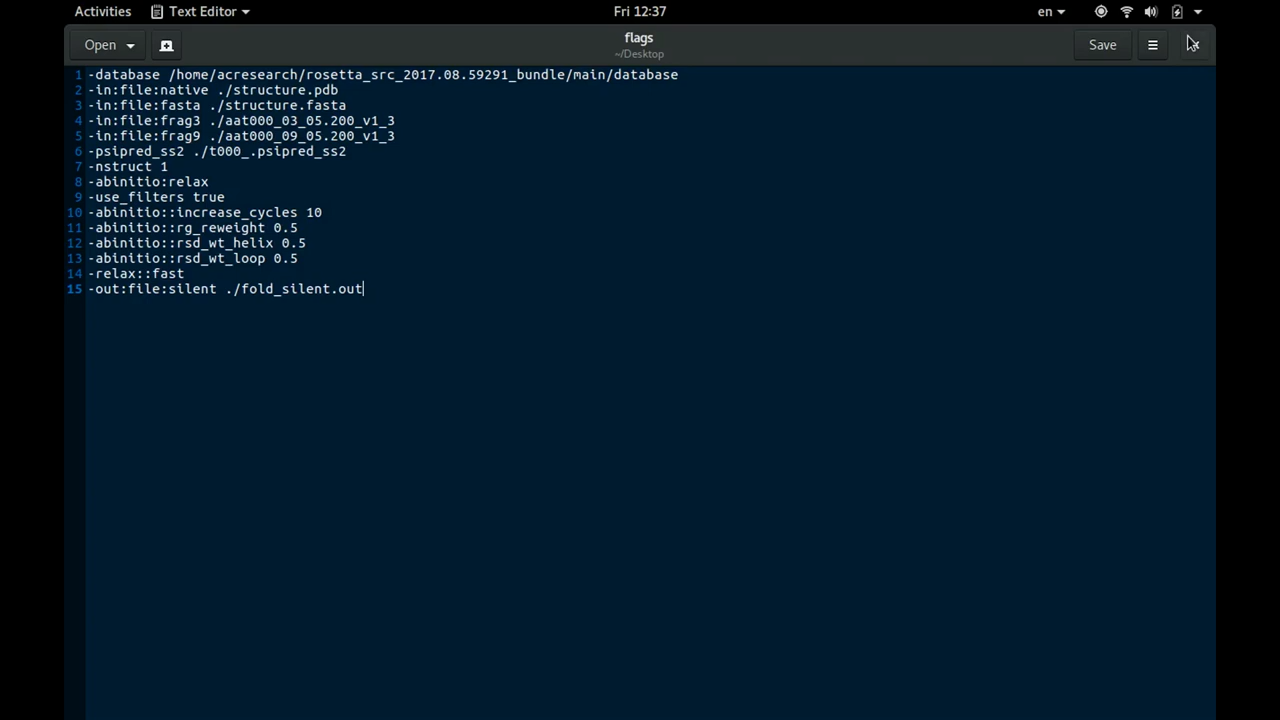 Activities Text Editor Fri 12:37 en
Open flags Save
~/Desktop
1 -database /home/acresearch/rosetta_src_2017.08.59291_bundle/main/database
2 -in:file:native ./structure.pdb
3 -in:file:fasta ./structure.fasta
4 -in:file:frag3 ./aat000_03_05.200_v1_3
5 -in:file:frag9 ./aat000_09_05.200_v1_3
6 -psipred_ss2 ./t000_.psipred_ss2
7 -nstruct 1
8 -abinitio:relax
9 -use_filters true
10 -abinitio::increase_cycles 10
11 -abinitio::rg_reweight 0.5
12 -abinitio::rsd_wt_helix 0.5
13 -abinitio::rsd_wt_loop 0.5
14 -relax::fast
15 -out:file:silent ./fold_silent.out